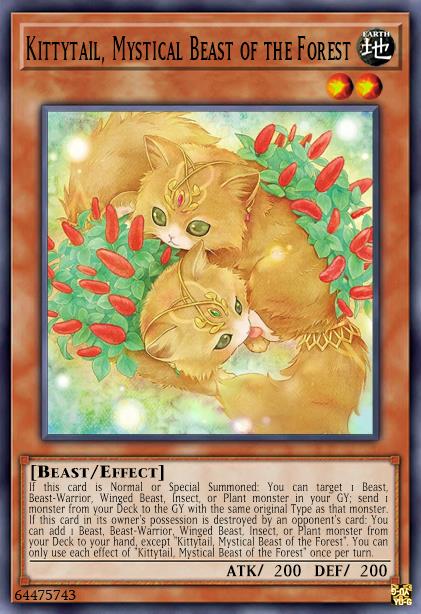 Kittytail, Mystical Beast of the Forest
EARTH
地
[Beast/Effect]
If this card is Normal or Special Summoned: You can target 1 Beast,
Beast-Warrior, Winged Beast, Insect, or Plant monster in your GY; send 1
monster from your Deck to the GY with the same original Type as that monster.
If this card in its owner's possession is destroyed by an opponent's card: You
can add 1 Beast, Beast-Warrior, Winged Beast, Insect, or Plant monster
from your Deck to your hand, except "Kittytail, Mystical Beast of the Forest". You can
only use each effect of "Kittytail, Mystical Beast of the Forest" once per turn.
ATK/ 200 DEF/ 200
64475743